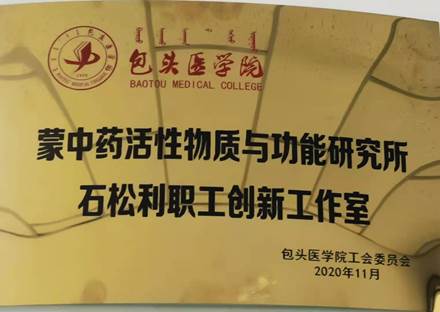 包头医学院
BAOTOU MEDICAL COLLEGE
蒙中药活性物质与功能研究所
石松利职工创新工作室
包头医学院工会委员会
2020年11月